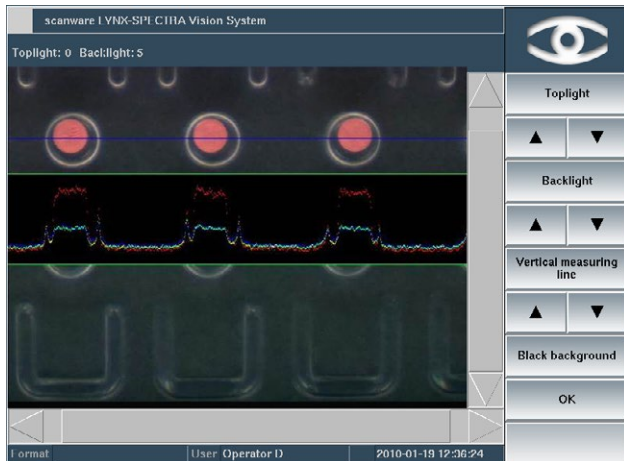 scanware LYNX-SPECTRA Vision System
Toplight: 0 Backlight: 5
Toplight
▲ ▼
Backlight
▲ ▼
Vertical measuring
line
▲ ▼
Black background
OK
Format User Operator D 2010-01-19 12:36:24